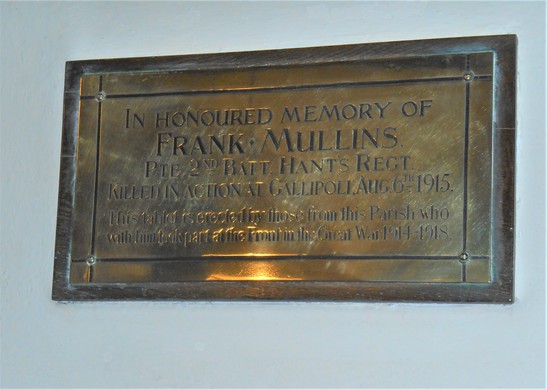 IN HONOURED MEMORY OF
FRANK · MULLINS.
PTE. 2ND BATT. HANTS REGT.
KILLED IN ACTION AT GALLIPOLI, AUG. 6TH 1915.
This tablet is erected by those from this Parish who
with him took part at the Front in the Great War 1914-1918.